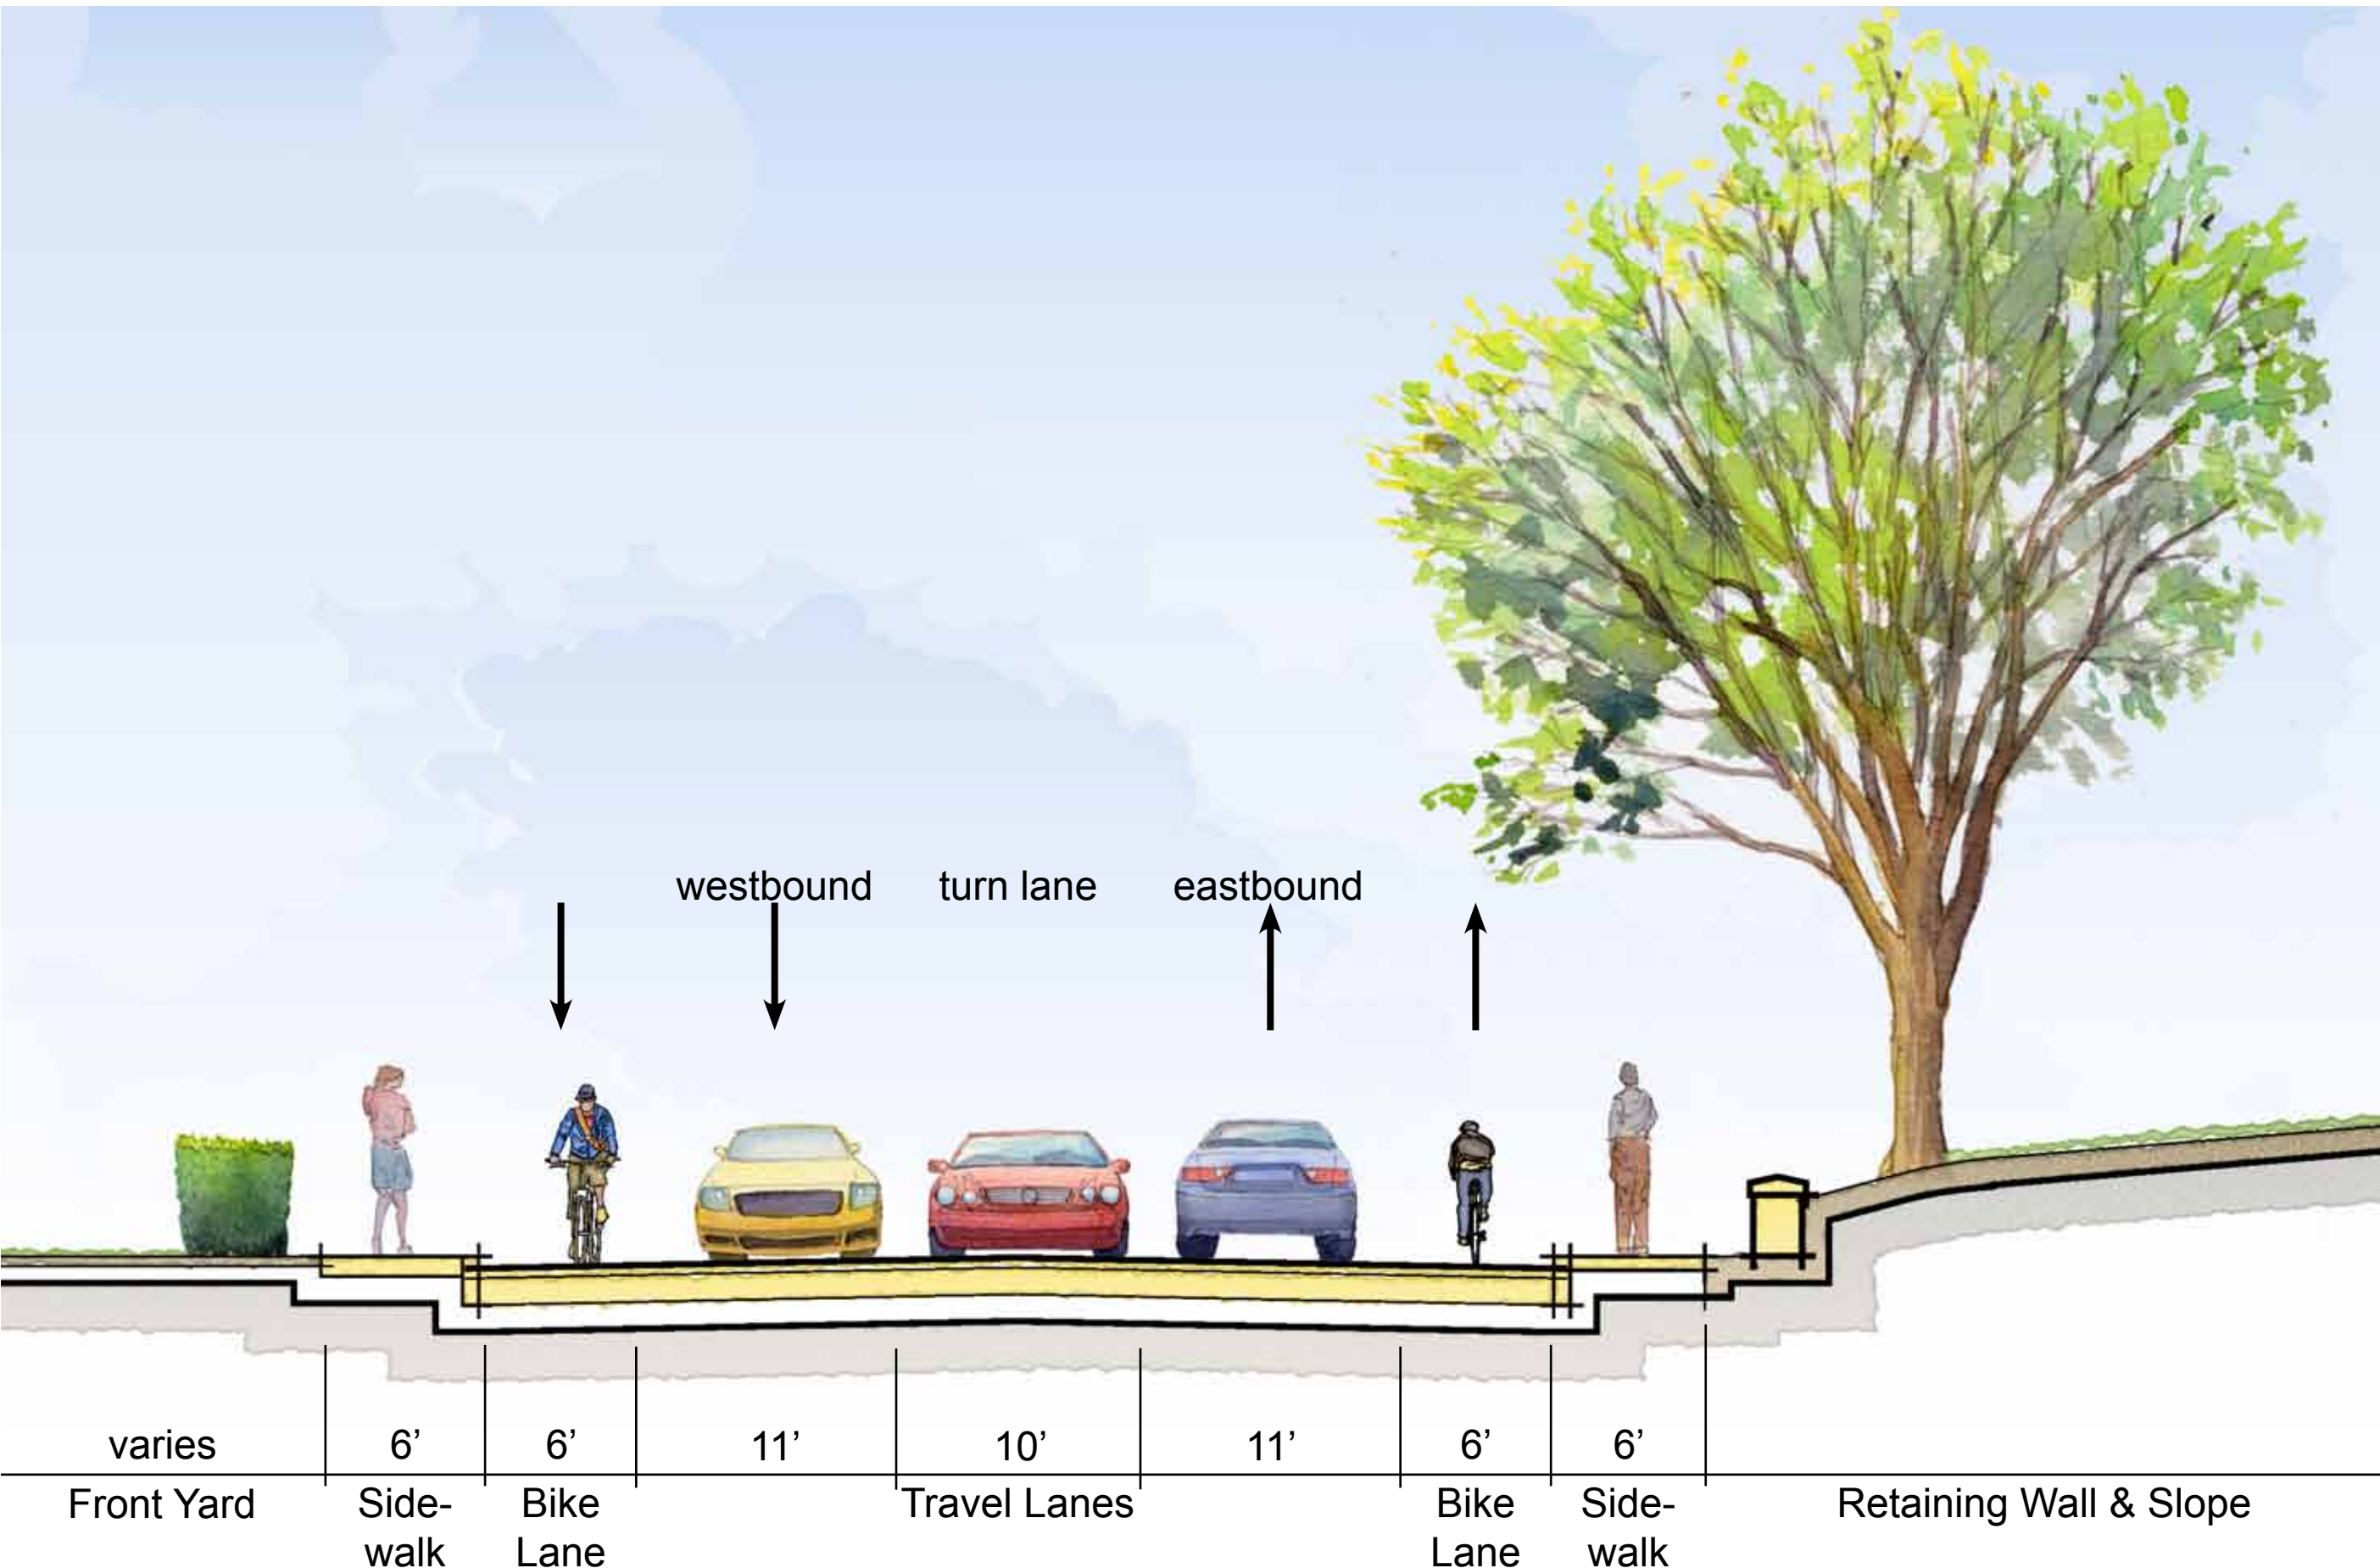 westbound
turn lane
eastbound
varies
6’
6’
11’
10’
11’
6’
6’
Front Yard
Side-
walk
Bike
Lane
Travel Lanes
Bike
Lane
Side-
walk
Retaining Wall & Slope